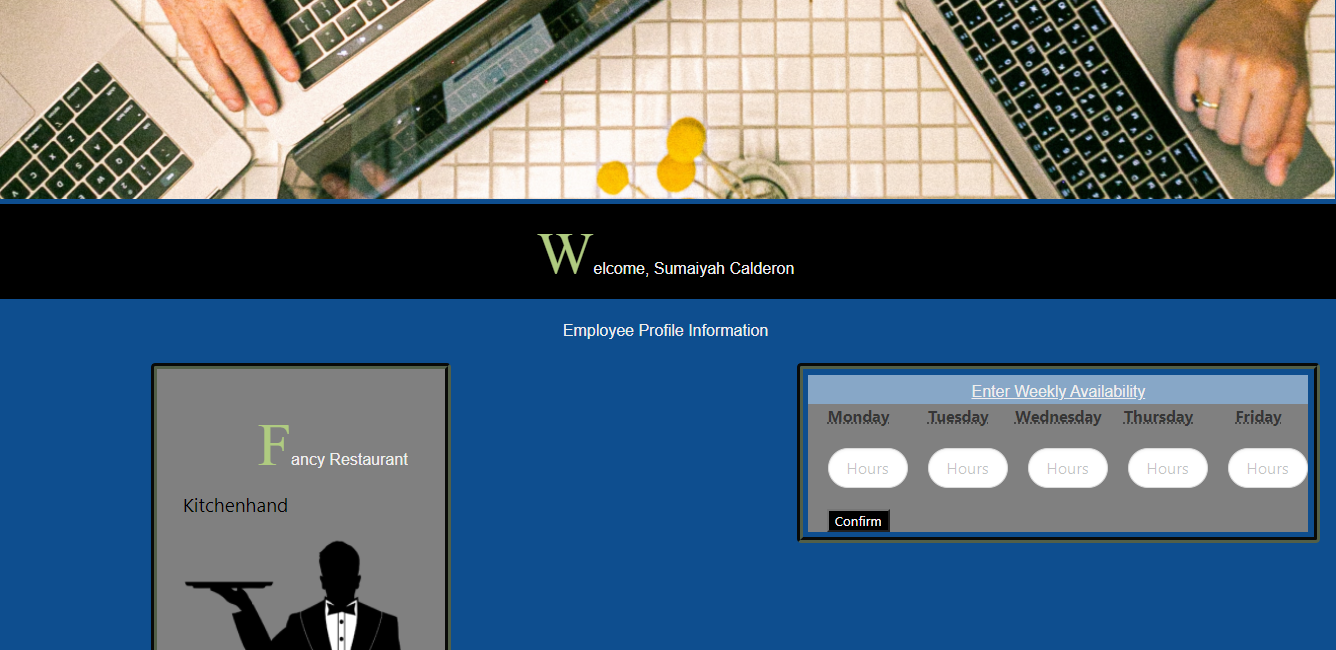 Welcome, Sumaiyah Calderon
Employee Profile Information
Fancy Restaurant
Kitchenhand
Enter Weekly Availability
Monday Tuesday Wednesday Thursday Friday
Hours Hours Hours Hours Hours
Confirm